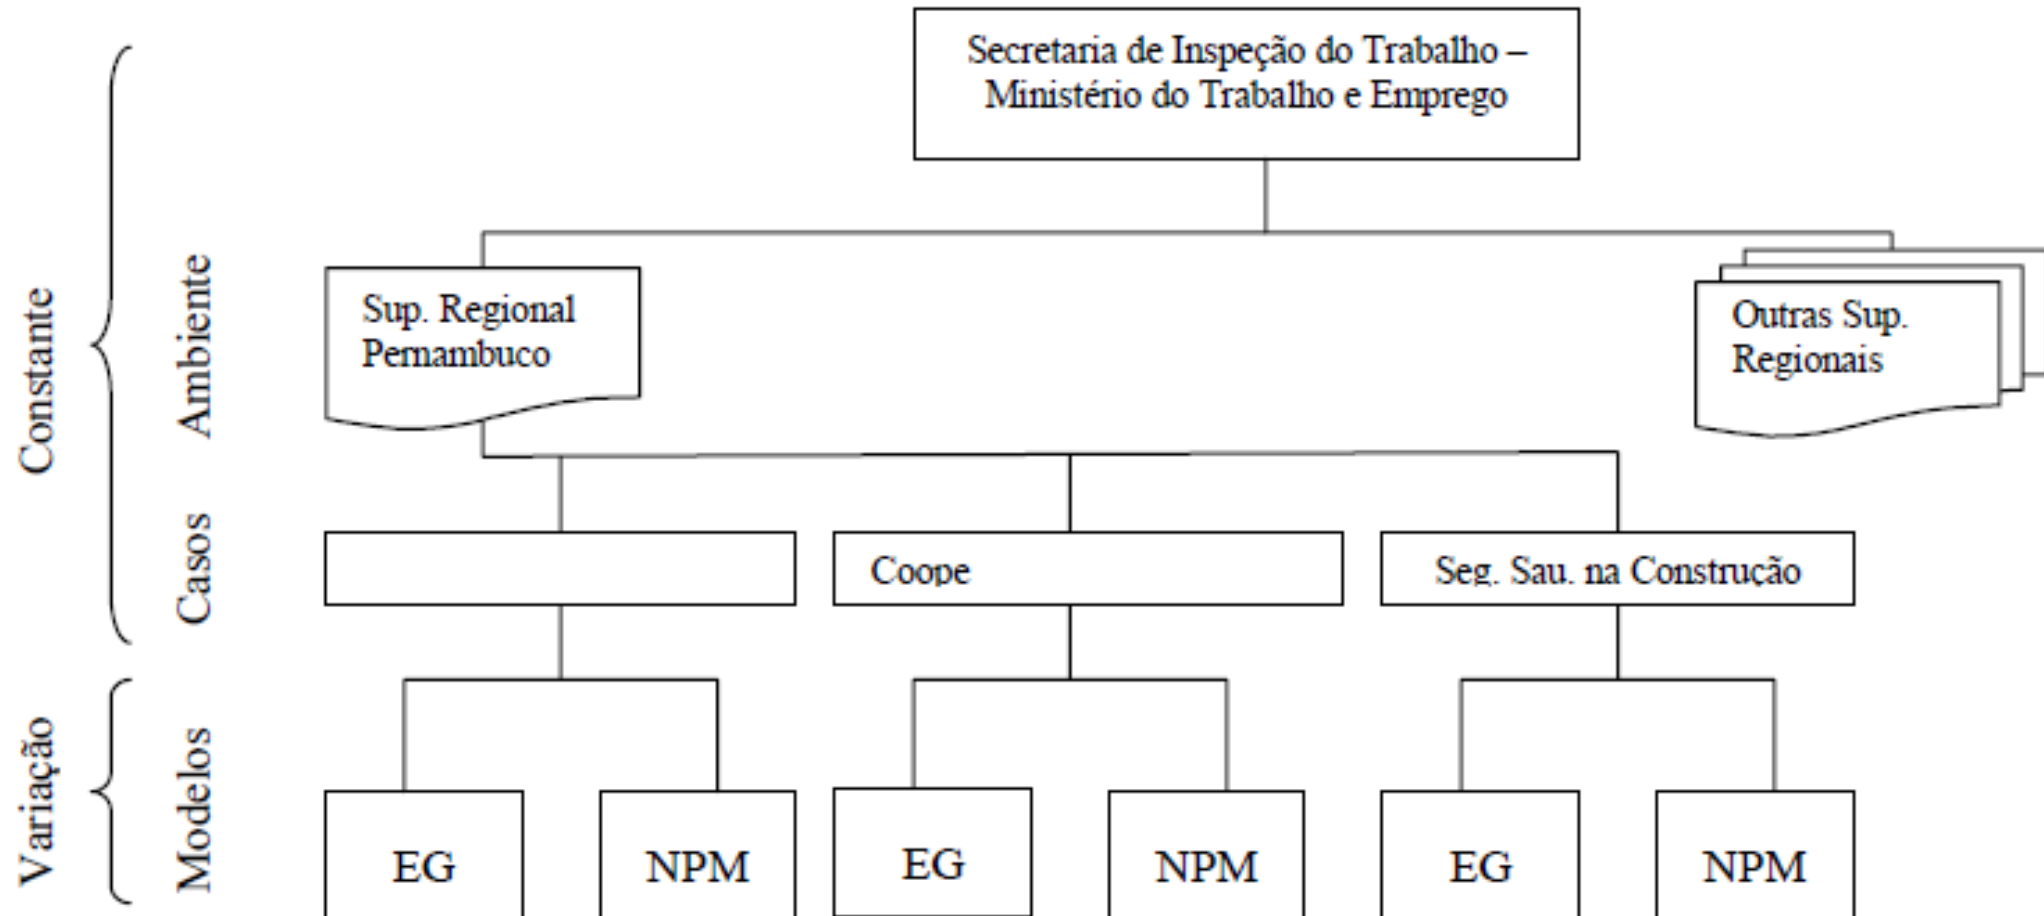 Secretaria de Inspeção do Trabalho –
Ministério do Trabalho e Emprego
Constante
Ambiente
Sup. Regional
Pernambuco
Outras Sup.
Regionais
Casos
Coope
Seg. Sau. na Construção
Variação
Modelos
EG
NPM
EG
NPM
EG
NPM